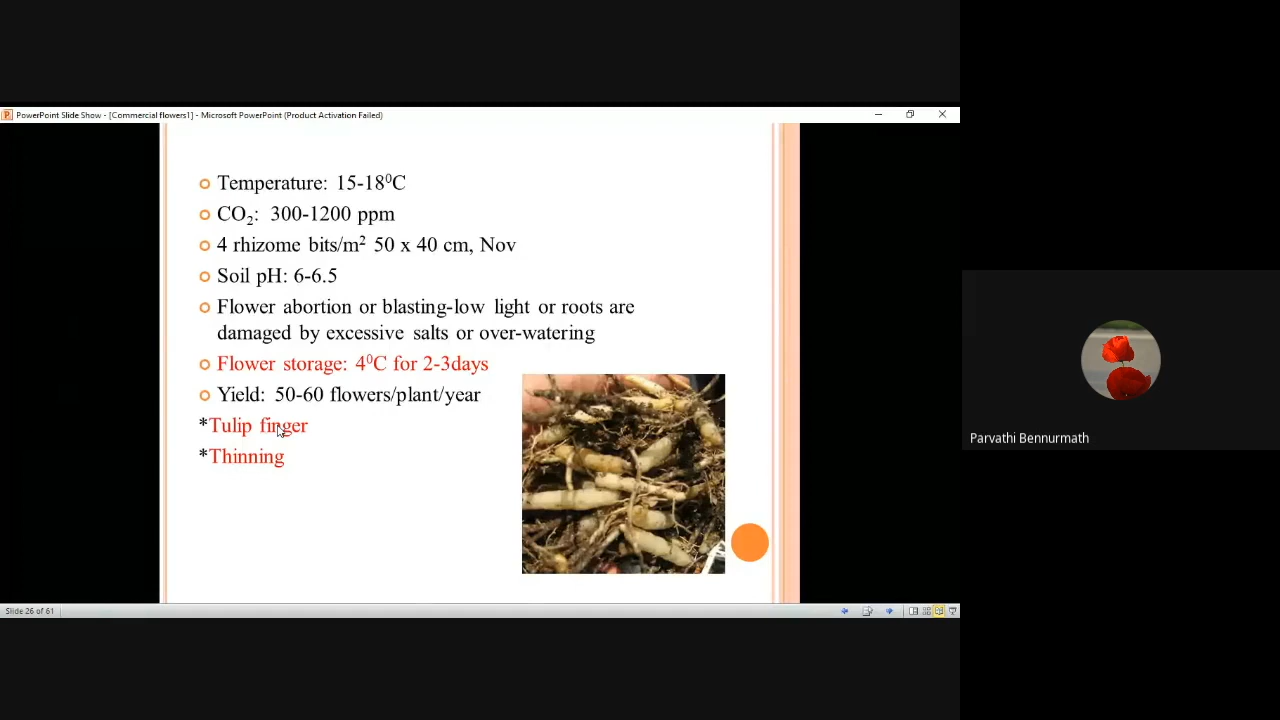 PowerPoint Slide Show - [Commercial flowers1] - Microsoft PowerPoint (Product Activation Failed)
Temperature: 15-18⁰C
CO₂: 300-1200 ppm
4 rhizome bits/m² 50 x 40 cm, Nov
Soil pH: 6-6.5
Flower abortion or blasting-low light or roots are
damaged by excessive salts or over-watering
Flower storage: 4⁰C for 2-3days
Yield: 50-60 flowers/plant/year
*Tulip finger
*Thinning
Parvathi Bennurmath
Slide 26 of 61